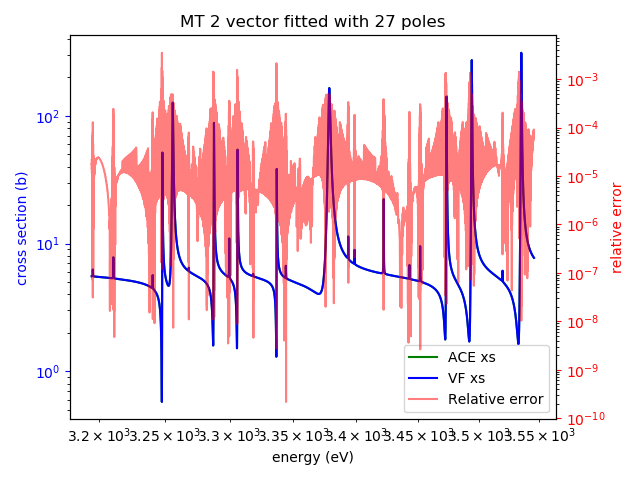 MT 2 vector fitted with 27 poles
cross section (b)
10²
10¹
10⁰
relative error
10⁻³
10⁻⁴
10⁻⁵
10⁻⁶
10⁻⁷
10⁻⁸
10⁻⁹
10⁻¹⁰
ACE xs
VF xs
Relative error
3.2 × 10³ 3.25 × 10³ 3.3 × 10³ 3.35 × 10³ 3.4 × 10³ 3.45 × 10³ 3.5 × 10³ 3.55 × 10³
energy (eV)